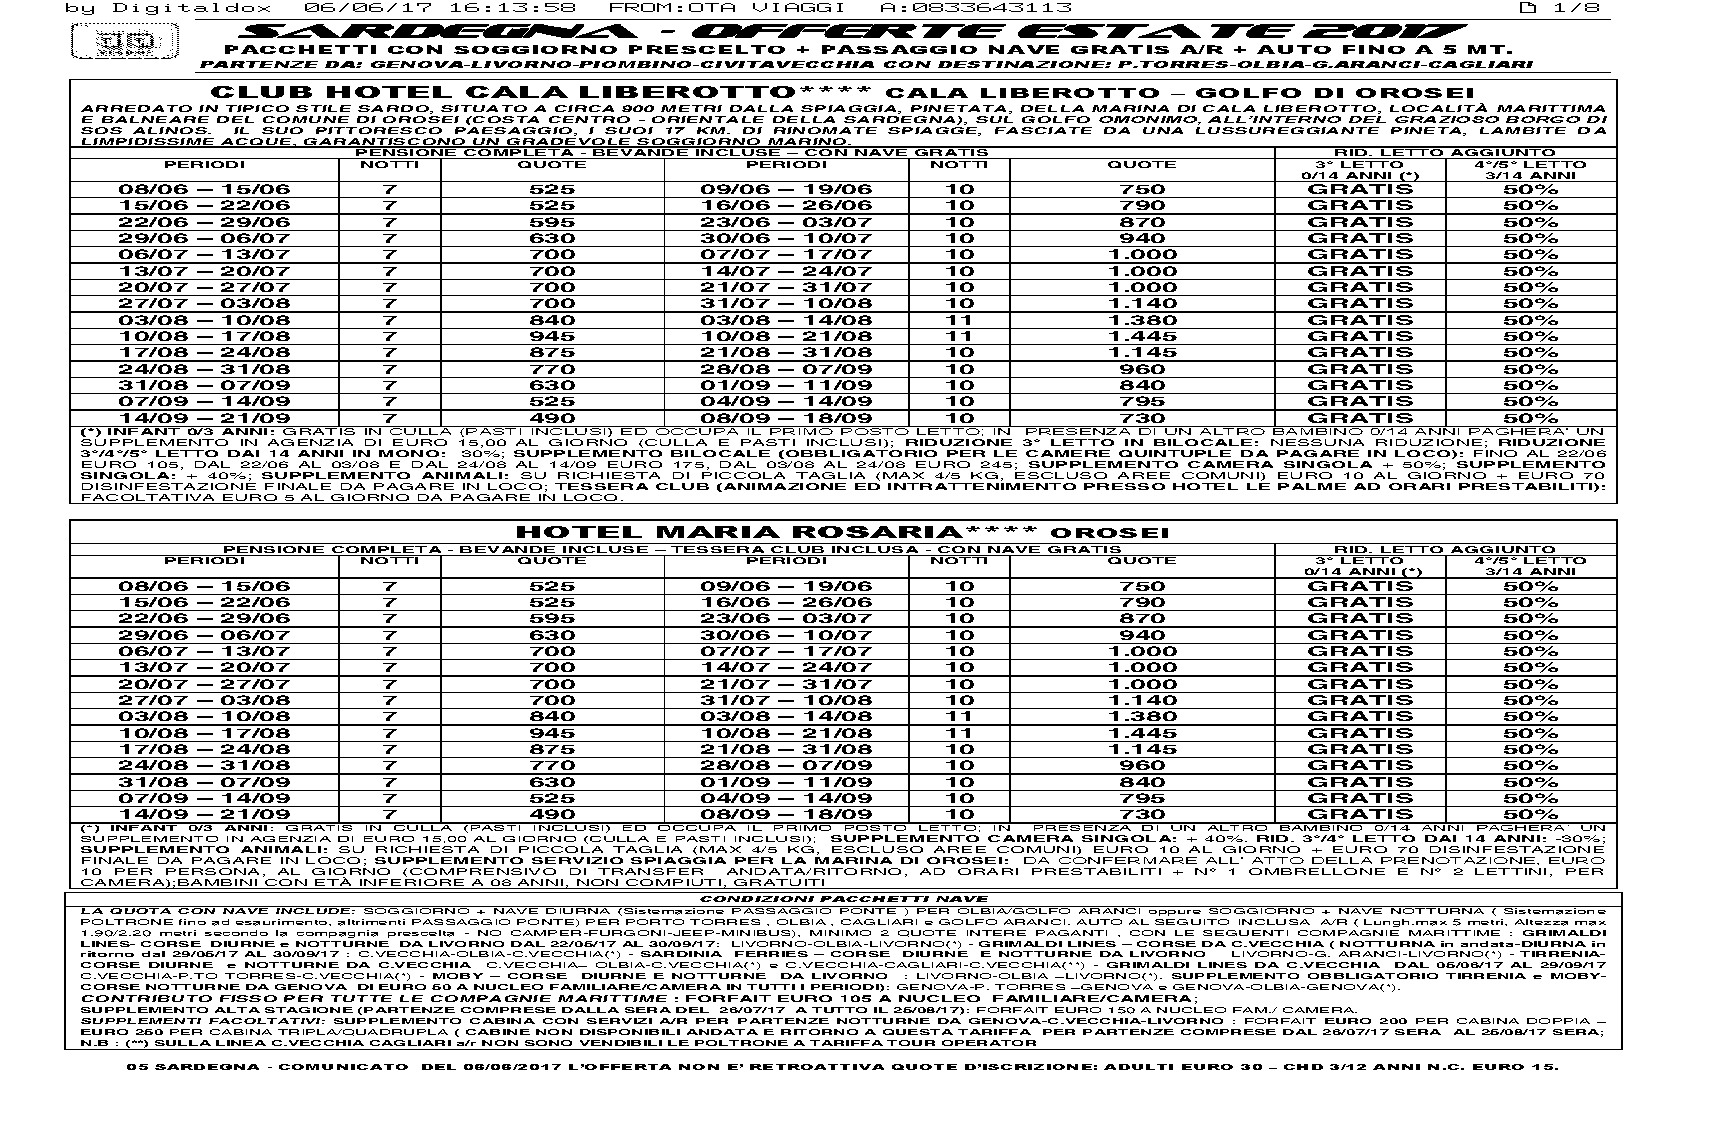 by Digitaldox 06/06/17 16:13:58 FROM:OTA VIAGGI A:0833643113 1/8
SARDEGNA - OFFERTE ESTATE 2017
PACCHETTI CON SOGGIORNO PRESCELTO + PASSAGGIO NAVE GRATIS A/R + AUTO FINO A 5 MT.
PARTENZE DA: GENOVA-LIVORNO-PIOMBINO-CIVITAVECCHIA CON DESTINAZIONE: P.TORRES-OLBIA-G.ARANCI-CAGLIARI
CLUB HOTEL CALA LIBEROTTO**** CALA LIBEROTTO – GOLFO DI OROSEI
ARREDATO IN TIPICO STILE SARDO, SITUATO A CIRCA 900 METRI DALLA SPIAGGIA, PINETATA, DELLA MARINA DI CALA LIBEROTTO, LOCALITÀ MARITTIMA
E BALNEARE DEL COMUNE DI OROSEI (COSTA CENTRO - ORIENTALE DELLA SARDEGNA), SUL GOLFO OMONIMO, ALL'INTERNO DEL GRAZIOSO BORGO DI
SOS ALINOS. IL SUO PITTORESCO PAESAGGIO, I SUOI 17 KM. DI RINOMATE SPIAGGE, FASCIATE DA UNA LUSSUREGGIANTE PINETA, LAMBITE DA
LIMPIDISSIME ACQUE, GARANTISCONO UN GRADEVOLE SOGGIORNO MARINO.
PENSIONE COMPLETA - BEVANDE INCLUSE – CON NAVE GRATIS RID. LETTO AGGIUNTO
PERIODI NOTTI QUOTE PERIODI NOTTI QUOTE 3° LETTO 4°/5° LETTO
0/14 ANNI (*) 3/14 ANNI
08/06 – 15/06 7 525 09/06 – 19/06 10 750 GRATIS 50%
15/06 – 22/06 7 525 16/06 – 26/06 10 790 GRATIS 50%
22/06 – 29/06 7 595 23/06 – 03/07 10 870 GRATIS 50%
29/06 – 06/07 7 630 30/06 – 10/07 10 940 GRATIS 50%
06/07 – 13/07 7 700 07/07 – 17/07 10 1.000 GRATIS 50%
13/07 – 20/07 7 700 14/07 – 24/07 10 1.000 GRATIS 50%
20/07 – 27/07 7 700 21/07 – 31/07 10 1.000 GRATIS 50%
27/07 – 03/08 7 700 31/07 – 10/08 10 1.140 GRATIS 50%
03/08 – 10/08 7 840 03/08 – 14/08 11 1.380 GRATIS 50%
10/08 – 17/08 7 945 10/08 – 21/08 11 1.445 GRATIS 50%
17/08 – 24/08 7 875 21/08 – 31/08 10 1.145 GRATIS 50%
24/08 – 31/08 7 770 28/08 – 07/09 10 960 GRATIS 50%
31/08 – 07/09 7 630 01/09 – 11/09 10 840 GRATIS 50%
07/09 – 14/09 7 525 04/09 – 14/09 10 795 GRATIS 50%
14/09 – 21/09 7 490 08/09 – 18/09 10 730 GRATIS 50%
(*) INFANT 0/3 ANNI: GRATIS IN CULLA (PASTI INCLUSI) ED OCCUPA IL PRIMO POSTO LETTO; IN PRESENZA DI UN ALTRO BAMBINO 0/14 ANNI PAGHERA' UN
SUPPLEMENTO IN AGENZIA DI EURO 15,00 AL GIORNO (CULLA E PASTI INCLUSI); RIDUZIONE 3° LETTO IN BILOCALE: NESSUNA RIDUZIONE; RIDUZIONE
3°/4°/5° LETTO DAI 14 ANNI IN MONO: 30%; SUPPLEMENTO BILOCALE (OBBLIGATORIO PER LE CAMERE QUINTUPLE DA PAGARE IN LOCO): FINO AL 22/06
EURO 105, DAL 22/06 AL 03/08 E DAL 24/08 AL 14/09 EURO 175, DAL 03/08 AL 24/08 EURO 245; SUPPLEMENTO CAMERA SINGOLA + 50%; SUPPLEMENTO
SINGOLA: + 40%; SUPPLEMENTO ANIMALI: SU RICHIESTA DI PICCOLA TAGLIA (MAX 4/5 KG, ESCLUSO AREE COMUNI) EURO 10 AL GIORNO + EURO 70
DISINFESTAZIONE FINALE DA PAGARE IN LOCO; TESSERA CLUB (ANIMAZIONE ED INTRATTENIMENTO PRESSO HOTEL LE PALME AD ORARI PRESTABILITI):
FACOLTATIVA EURO 5 AL GIORNO DA PAGARE IN LOCO.
HOTEL MARIA ROSARIA**** OROSEI
PENSIONE COMPLETA - BEVANDE INCLUSE – TESSERA CLUB INCLUSA - CON NAVE GRATIS RID. LETTO AGGIUNTO
PERIODI NOTTI QUOTE PERIODI NOTTI QUOTE 3° LETTO 4°/5° LETTO
0/14 ANNI (*) 3/14 ANNI
08/06 – 15/06 7 525 09/06 – 19/06 10 750 GRATIS 50%
15/06 – 22/06 7 525 16/06 – 26/06 10 790 GRATIS 50%
22/06 – 29/06 7 595 23/06 – 03/07 10 870 GRATIS 50%
29/06 – 06/07 7 630 30/06 – 10/07 10 940 GRATIS 50%
06/07 – 13/07 7 700 07/07 – 17/07 10 1.000 GRATIS 50%
13/07 – 20/07 7 700 14/07 – 24/07 10 1.000 GRATIS 50%
20/07 – 27/07 7 700 21/07 – 31/07 10 1.000 GRATIS 50%
27/07 – 03/08 7 700 31/07 – 10/08 10 1.140 GRATIS 50%
03/08 – 10/08 7 840 03/08 – 14/08 11 1.380 GRATIS 50%
10/08 – 17/08 7 945 10/08 – 21/08 11 1.445 GRATIS 50%
17/08 – 24/08 7 875 21/08 – 31/08 10 1.145 GRATIS 50%
24/08 – 31/08 7 770 28/08 – 07/09 10 960 GRATIS 50%
31/08 – 07/09 7 630 01/09 – 11/09 10 840 GRATIS 50%
07/09 – 14/09 7 525 04/09 – 14/09 10 795 GRATIS 50%
14/09 – 21/09 7 490 08/09 – 18/09 10 730 GRATIS 50%
(*) INFANT 0/3 ANNI: GRATIS IN CULLA (PASTI INCLUSI) ED OCCUPA IL PRIMO POSTO LETTO; IN PRESENZA DI UN ALTRO BAMBINO 0/14 ANNI PAGHERA' UN
SUPPLEMENTO IN AGENZIA DI EURO 15,00 AL GIORNO (CULLA E PASTI INCLUSI); SUPPLEMENTO CAMERA SINGOLA: + 40%. RID. 3°/4° LETTO DAI 14 ANNI: -30%;
SUPPLEMENTO ANIMALI: SU RICHIESTA DI PICCOLA TAGLIA (MAX 4/5 KG, ESCLUSO AREE COMUNI) EURO 10 AL GIORNO + EURO 70 DISINFESTAZIONE
FINALE DA PAGARE IN LOCO; SUPPLEMENTO SERVIZIO SPIAGGIA PER LA MARINA DI OROSEI: DA CONFERMARE ALL' ATTO DELLA PRENOTAZIONE, EURO
10 PER PERSONA, AL GIORNO (COMPRENSIVO DI TRANSFER ANDATA/RITORNO, AD ORARI PRESTABILITI + N° 1 OMBRELLONE E N° 2 LETTINI, PER
CAMERA);BAMBINI CON ETÀ INFERIORE A 08 ANNI, NON COMPIUTI, GRATUITI
CONDIZIONI PACCHETTI NAVE
LA QUOTA CON NAVE INCLUDE: SOGGIORNO + NAVE DIURNA (Sistemazione PASSAGGIO PONTE ) PER OLBIA/GOLFO ARANCI oppure SOGGIORNO + NAVE NOTTURNA ( Sistemazione
POLTRONE fino ad esaurimento, altrimenti PASSAGGIO PONTE) PER PORTO TORRES , OLBIA , CAGLIARI e GOLFO ARANCI. AUTO AL SEGUITO INCLUSA A/R ( Lungh.max 5 metri, Altezza max
1.90/2.20 metri secondo la compagnia prescelta - NO CAMPER-FURGONI-JEEP-MINIBUS), MINIMO 2 QUOTE INTERE PAGANTI , CON LE SEGUENTI COMPAGNIE MARITTIME : GRIMALDI
LINES- CORSE DIURNE e NOTTURNE DA LIVORNO DAL 22/05/17 AL 30/09/17: LIVORNO-OLBIA-LIVORNO(*) - GRIMALDI LINES – CORSE DA C.VECCHIA ( NOTTURNA in andata-DIURNA in
ritorno dal 29/05/17 AL 30/09/17 : C.VECCHIA-OLBIA-C.VECCHIA(*) - SARDINIA FERRIES – CORSE DIURNE E NOTTURNE DA LIVORNO LIVORNO-G. ARANCI-LIVORNO(*) - TIRRENIA-
CORSE DIURNE e NOTTURNE DA C.VECCHIA C.VECCHIA– OLBIA-C.VECCHIA(*) e C.VECCHIA-CAGLIARI-C.VECCHIA(**) - GRIMALDI LINES DA C.VECCHIA DAL 05/06/17 AL 29/09/17
C.VECCHIA-P.TO TORRES-C.VECCHIA(*) - MOBY – CORSE DIURNE E NOTTURNE DA LIVORNO : LIVORNO-OLBIA –LIVORNO(*). SUPPLEMENTO OBBLIGATORIO TIRRENIA e MOBY-
CORSE NOTTURNE DA GENOVA DI EURO 50 A NUCLEO FAMILIARE/CAMERA IN TUTTI I PERIODI): GENOVA-P. TORRES –GENOVA e GENOVA-OLBIA-GENOVA(*).
CONTRIBUTO FISSO PER TUTTE LE COMPAGNIE MARITTIME : FORFAIT EURO 105 A NUCLEO FAMILIARE/CAMERA;
SUPPLEMENTO ALTA STAGIONE (PARTENZE COMPRESE DALLA SERA DEL 26/07/17 A TUTTO IL 25/08/17): FORFAIT EURO 150 A NUCLEO FAM./ CAMERA.
SUPPLEMENTI FACOLTATIVI: SUPPLEMENTO CABINA CON SERVIZI A/R PER PARTENZE NOTTURNE DA GENOVA-C.VECCHIA-LIVORNO : FORFAIT EURO 200 PER CABINA DOPPIA –
EURO 250 PER CABINA TRIPLA/QUADRUPLA ( CABINE NON DISPONIBILI ANDATA E RITORNO A QUESTA TARIFFA PER PARTENZE COMPRESE DAL 26/07/17 SERA AL 25/08/17 SERA;
N.B : (**) SULLA LINEA C.VECCHIA CAGLIARI a/r NON SONO VENDIBILI LE POLTRONE A TARIFFA TOUR OPERATOR
05 SARDEGNA - COMUNICATO DEL 06/06/2017 L'OFFERTA NON E' RETROATTIVA QUOTE D'ISCRIZIONE: ADULTI EURO 30 – CHD 3/12 ANNI N.C. EURO 15.